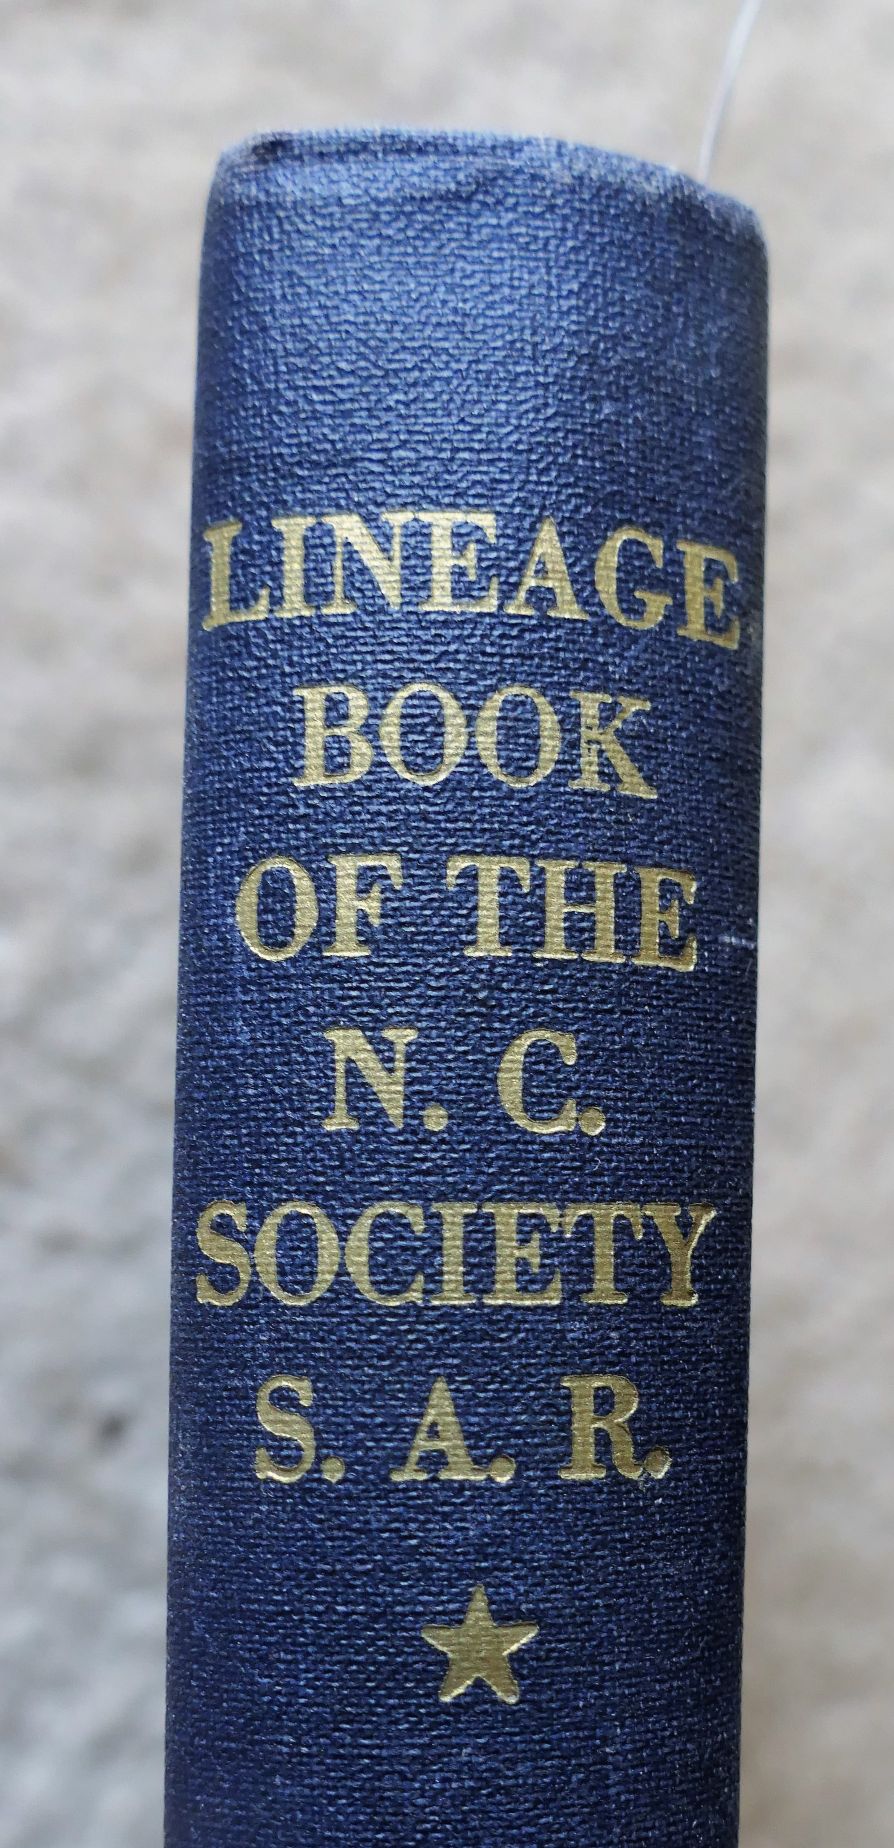 LINEAGE
BOOK
OF THE
N. C.
SOCIETY
S. A. R.